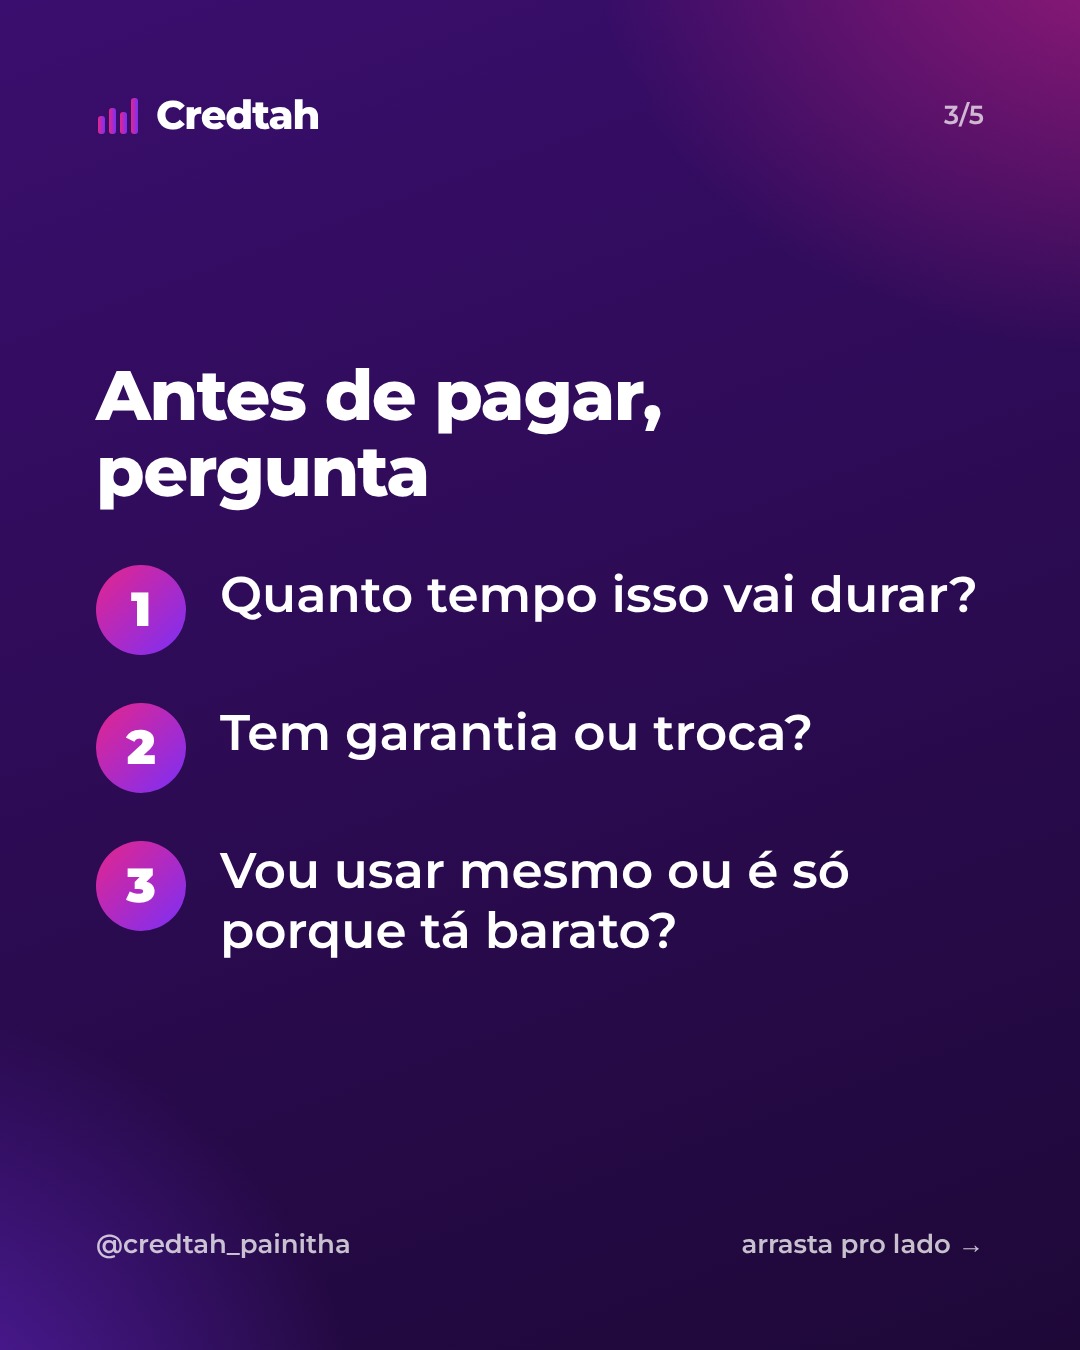 Credtah
3/5
Antes de pagar,
pergunta
1 Quanto tempo isso vai durar?
2 Tem garantia ou troca?
3 Vou usar mesmo ou é só
porque tá barato?
@credtah_painitha
arrasta pro lado →